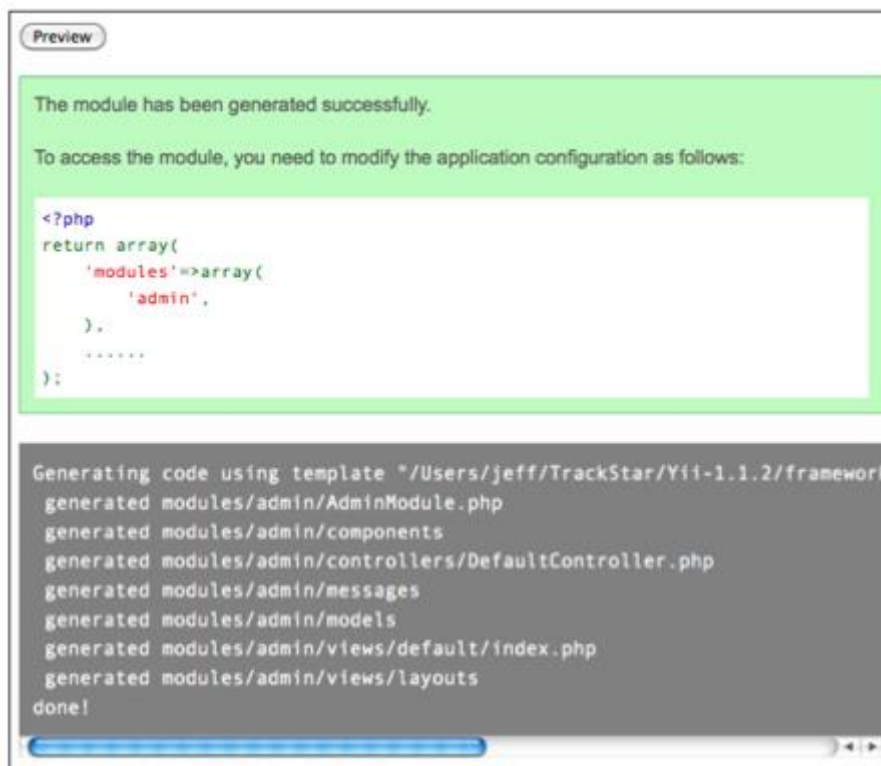 Preview
The module has been generated successfully.
To access the module, you need to modify the application configuration as follows:
<?php
return array(
    'modules'=>array(
        'admin',
    ),
    ......
);
Generating code using template "/Users/jeff/TrackStar/Yii-1.1.2/framewor
 generated modules/admin/AdminModule.php
 generated modules/admin/components
 generated modules/admin/controllers/DefaultController.php
 generated modules/admin/messages
 generated modules/admin/models
 generated modules/admin/views/default/index.php
 generated modules/admin/views/layouts
done!